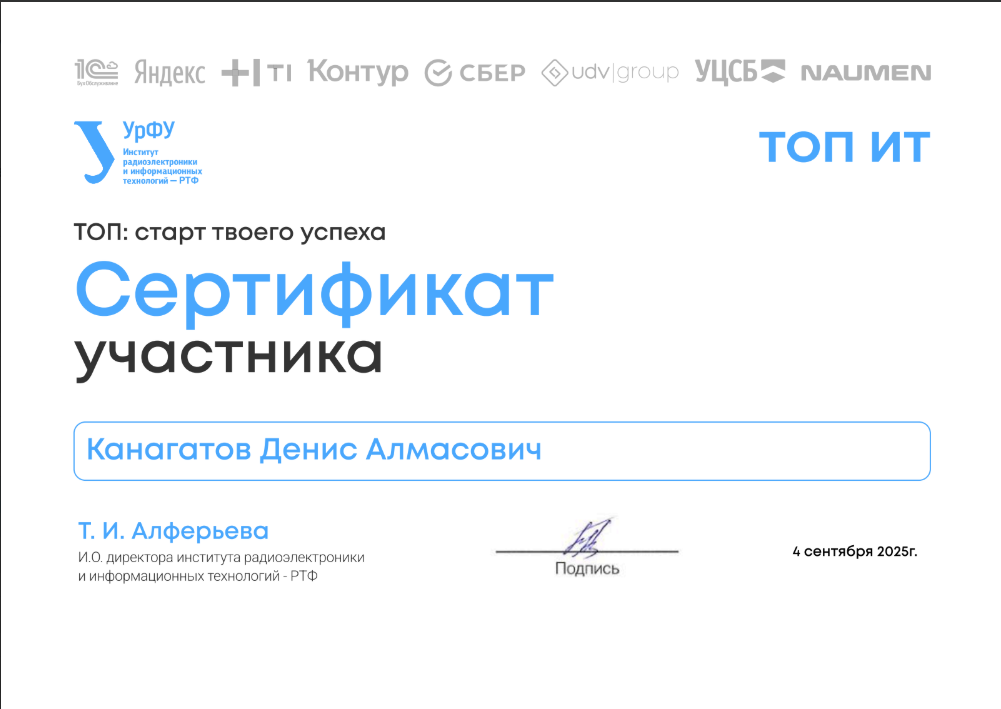 1С
БухОбслуживание
Яндекс
TI
Контур
СБЕР
udv|group
УЦСБ
NAUMEN
УрФУ
Институт
радиоэлектроники
и информационных
технологий — РТФ
ТОП ИТ
ТОП: старт твоего успеха
Сертификат
участника
Канагатов Денис Алмасович
Т. И. Алферьева
И.О. директора института радиоэлектроники
и информационных технологий - РТФ
Подпись
4 сентября 2025г.